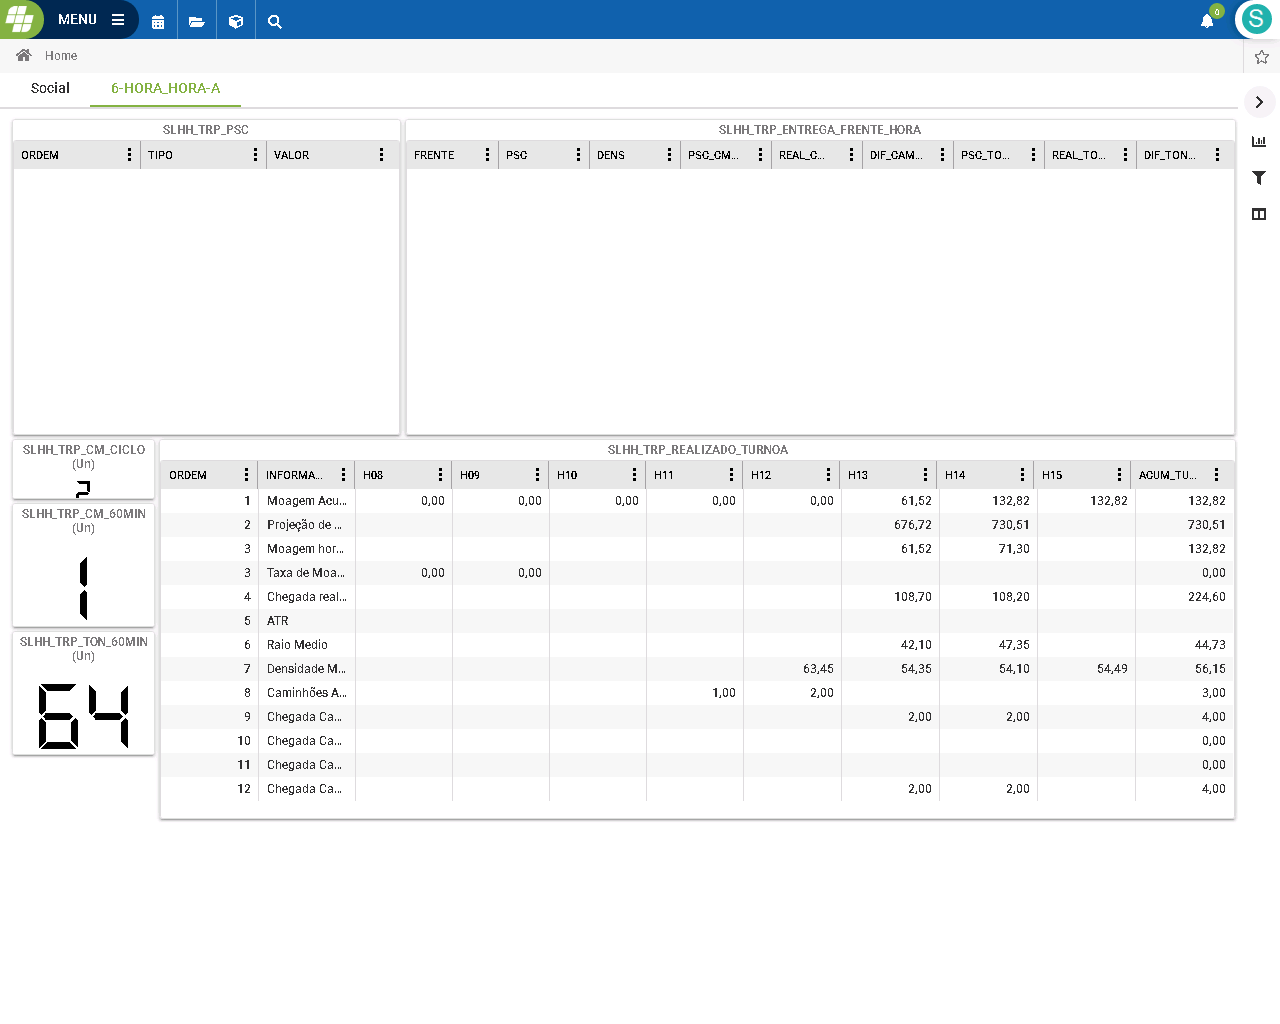 MENU
0
S
Home
Social 6-HORA_HORA-A
SLHH_TRP_PSC
ORDEM TIPO VALOR
SLHH_TRP_ENTREGA_FRENTE_HORA
FRENTE PSC DENS PSC_CM... REAL_C... DIF_CAM... PSC_TO... REAL_TO... DIF_TON...
SLHH_TRP_CM_CICLO
(Un)
2
SLHH_TRP_CM_60MIN
(Un)
1
SLHH_TRP_TON_60MIN
(Un)
64
SLHH_TRP_REALIZADO_TURNOA
ORDEM INFORMA... H08 H09 H10 H11 H12 H13 H14 H15 ACUM_TU...
1 Moagem Acu... 0,00 0,00 0,00 0,00 0,00 61,52 132,82 132,82 132,82
2 Projeção de ... 676,72 730,51 730,51
3 Moagem hor... 61,52 71,30 132,82
3 Taxa de Moa... 0,00 0,00 0,00
4 Chegada real... 108,70 108,20 224,60
5 ATR
6 Raio Medio 42,10 47,35 44,73
7 Densidade M... 63,45 54,35 54,10 54,49 56,15
8 Caminhões A... 1,00 2,00 3,00
9 Chegada Ca... 2,00 2,00 4,00
10 Chegada Ca... 0,00
11 Chegada Ca... 0,00
12 Chegada Ca... 2,00 2,00 4,00